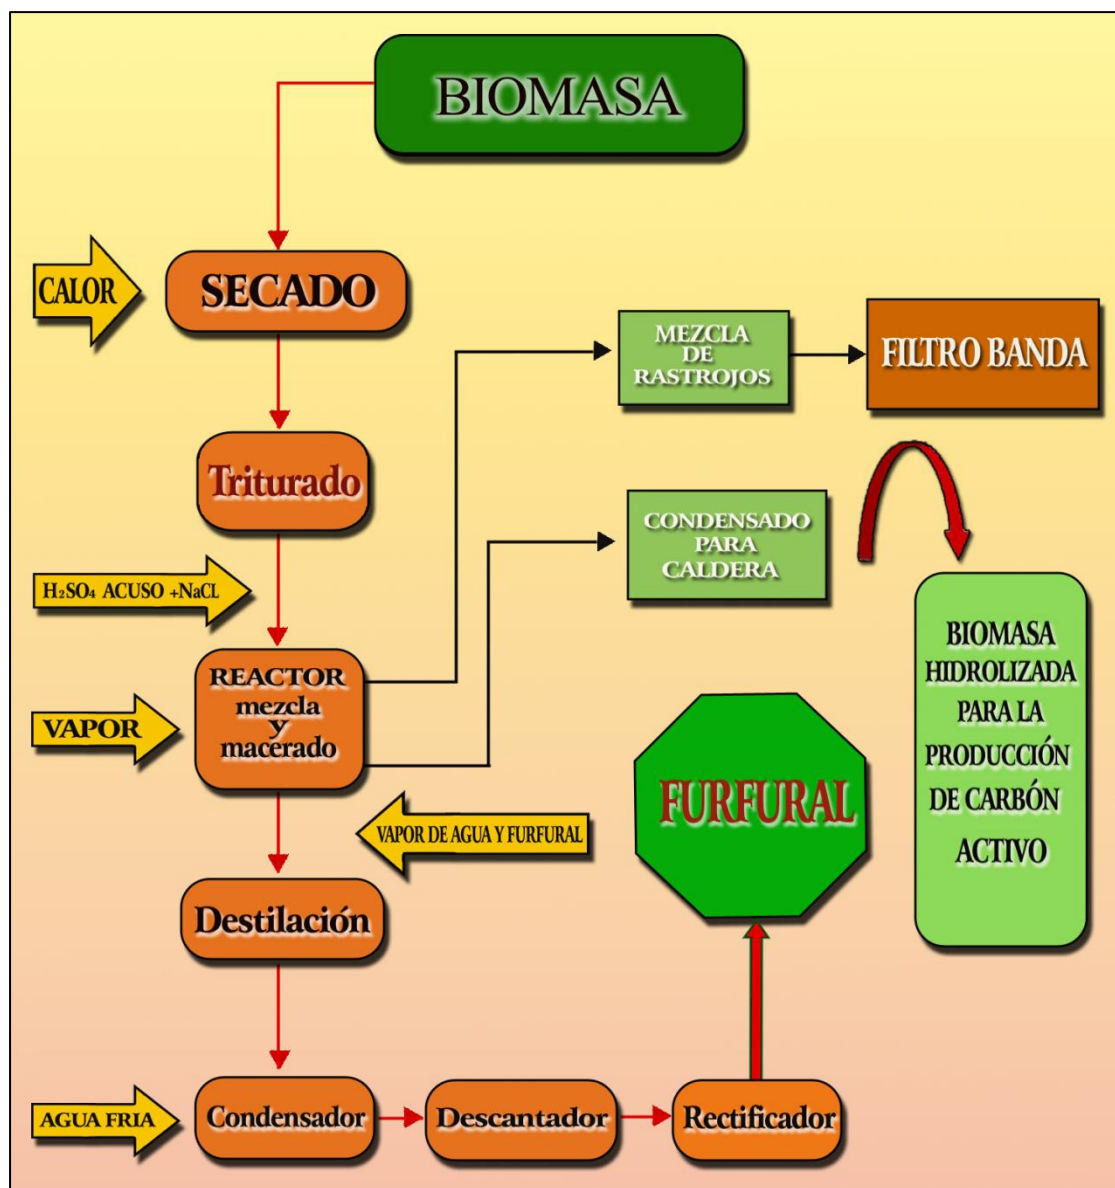 BIOMASA
CALOR
SECADO
MEZCLA
DE
RASTROJOS
FILTRO BANDA
Triturado
CONDENSADO
PARA
CALDERA
H₂SO₄ ACUSO +NaCL
BIOMASA
HIDROLIZADA
PARA LA
PRODUCCIÓN
DE CARBÓN
ACTIVO
REACTOR
mezcla
y
macerado
VAPOR
FURFURAL
VAPOR DE AGUA Y FURFURAL
Destilación
AGUA FRIA
Condensador
Descantador
Rectificador